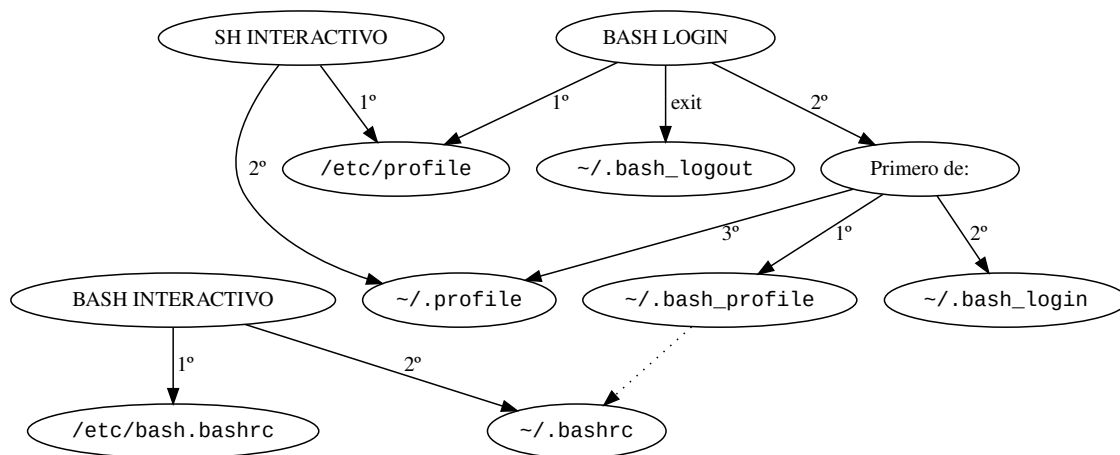 SH INTERACTIVO
BASH LOGIN
1º
1º
exit
2º
/etc/profile
~/.bash_logout
Primero de:
2º
3º
1º
2º
BASH INTERACTIVO
~/.profile
~/.bash_profile
~/.bash_login
1º
2º
/etc/bash.bashrc
~/.bashrc